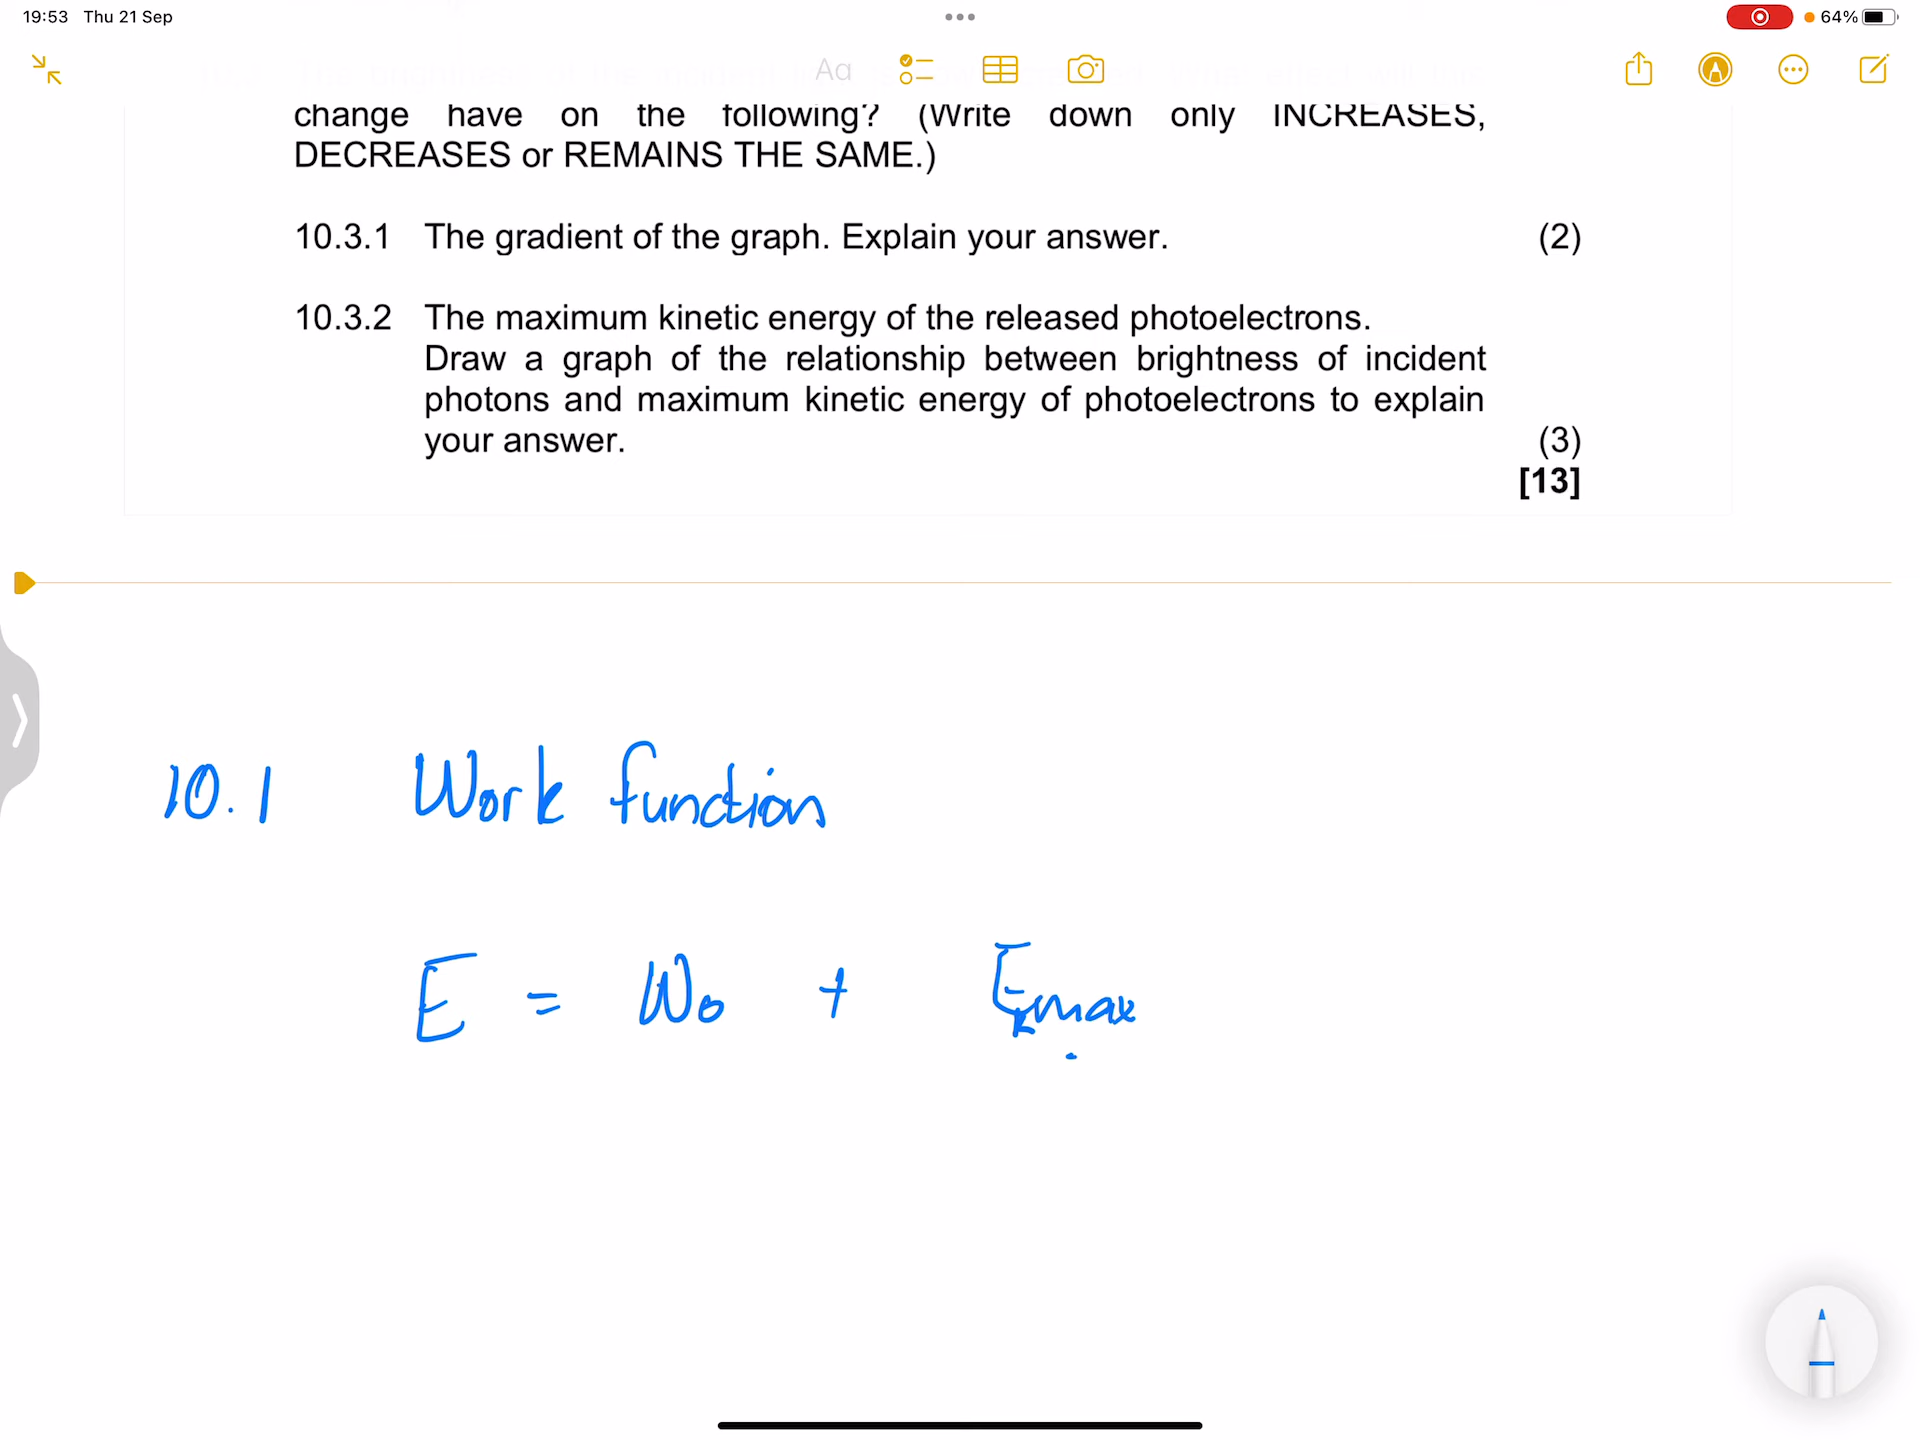 19:53 Thu 21 Sep
64%
Aa
change have on the following? (Write down only INCREASES,
DECREASES or REMAINS THE SAME.)
10.3.1 The gradient of the graph. Explain your answer. (2)
10.3.2 The maximum kinetic energy of the released photoelectrons.
Draw a graph of the relationship between brightness of incident
photons and maximum kinetic energy of photoelectrons to explain
your answer. (3)
[13]
10.1 Work function
E = W₀ + Eₖmax